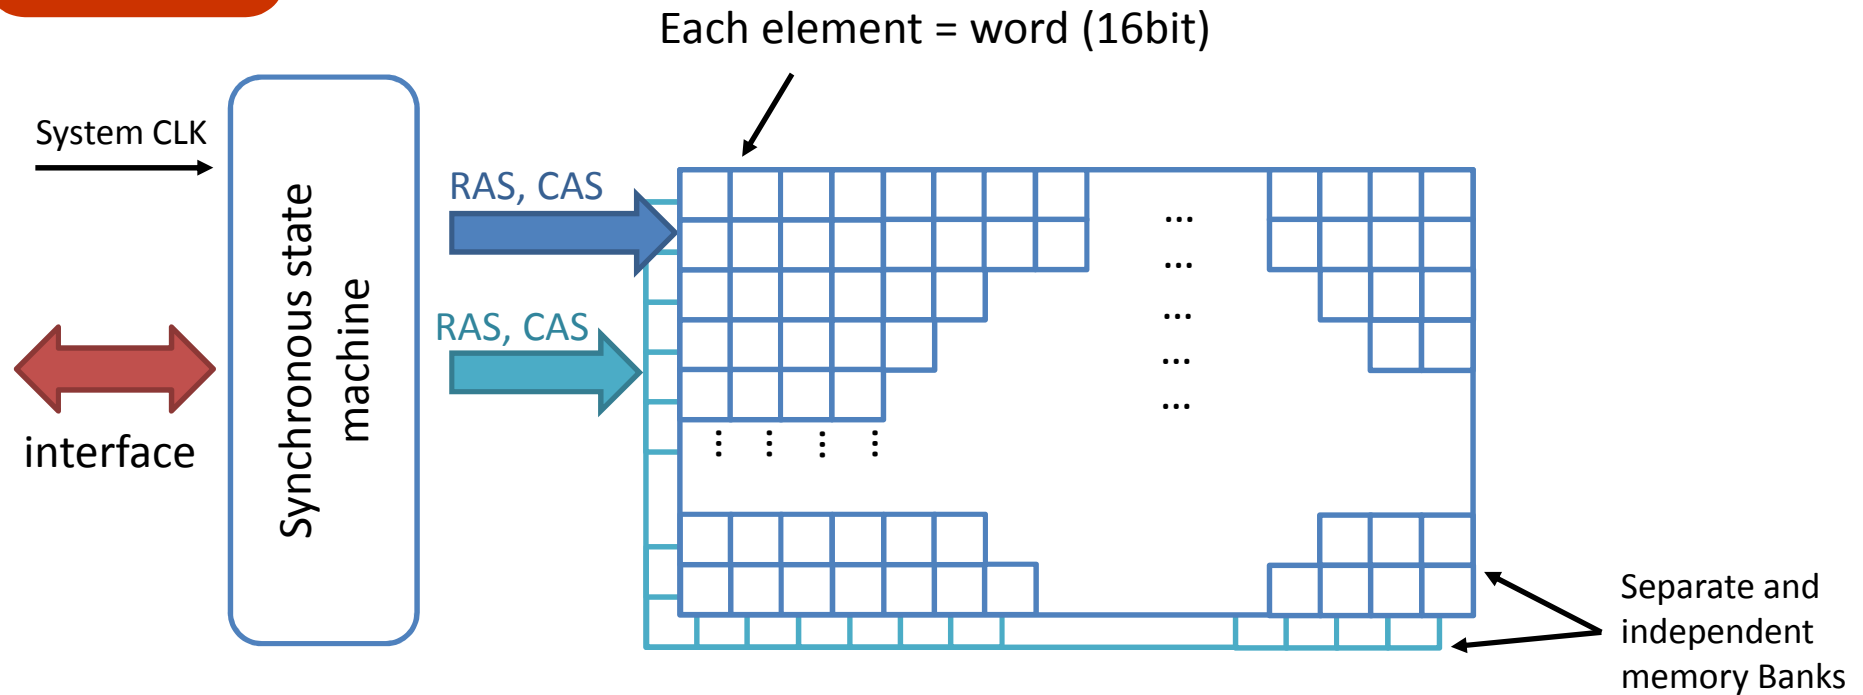 Each element = word (16bit)
System CLK
RAS, CAS
RAS, CAS
Synchronous state
machine
interface
...
...
...
...
...
Separate and
independent
memory Banks